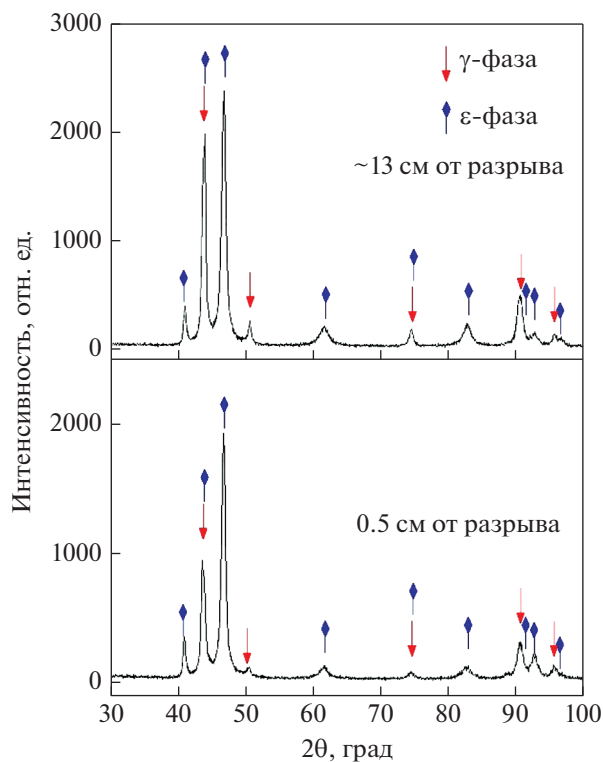 3000
γ-фаза
2000
ε-фаза
~13 см от разрыва
1000
0
Интенсивность, отн. ед.
2000
0.5 см от разрыва
1000
0
30 40 50 60 70 80 90 100
2θ, град